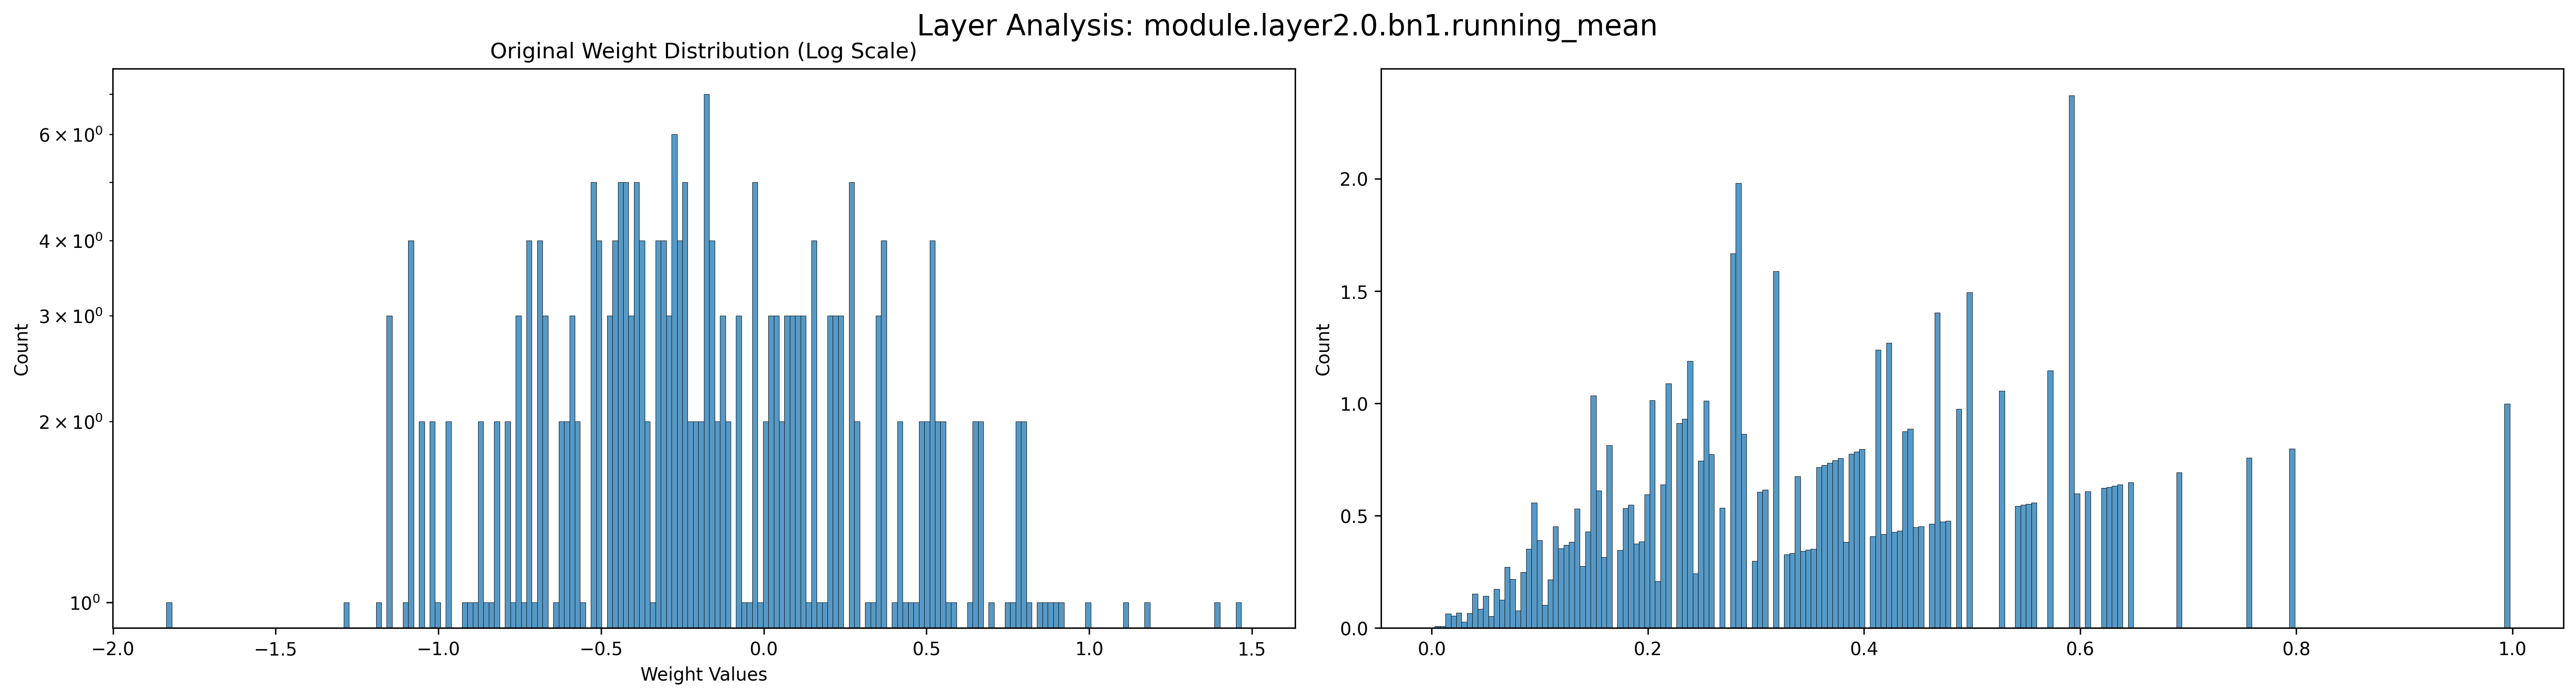 Layer Analysis: module.layer2.0.bn1.running_mean
Original Weight Distribution (Log Scale)
Count
6 × 10⁰
4 × 10⁰
3 × 10⁰
2 × 10⁰
10⁰
−2.0 −1.5 −1.0 −0.5 0.0 0.5 1.0 1.5
Weight Values
Count
2.0
1.5
1.0
0.5
0.0
0.0 0.2 0.4 0.6 0.8 1.0